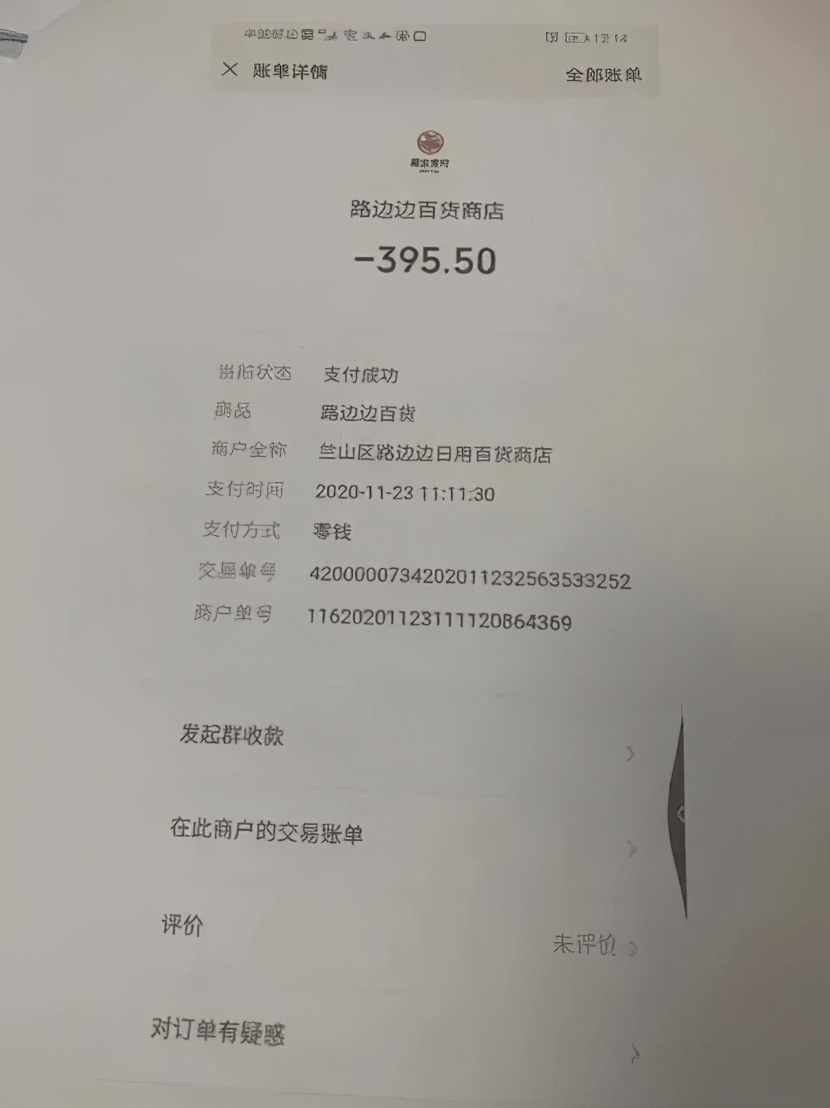 12:14
× 账单详情 全部账单
路边边百货商店
-395.50
当前状态 支付成功
商品 路边边百货
商户全称 兰山区路边边日用百货商店
支付时间 2020-11-23 11:11:30
支付方式 零钱
交易单号 4200000734202011232563533252
商户单号 116202011231111120864369
发起群收款
在此商户的交易账单
评价 未评价
对订单有疑惑